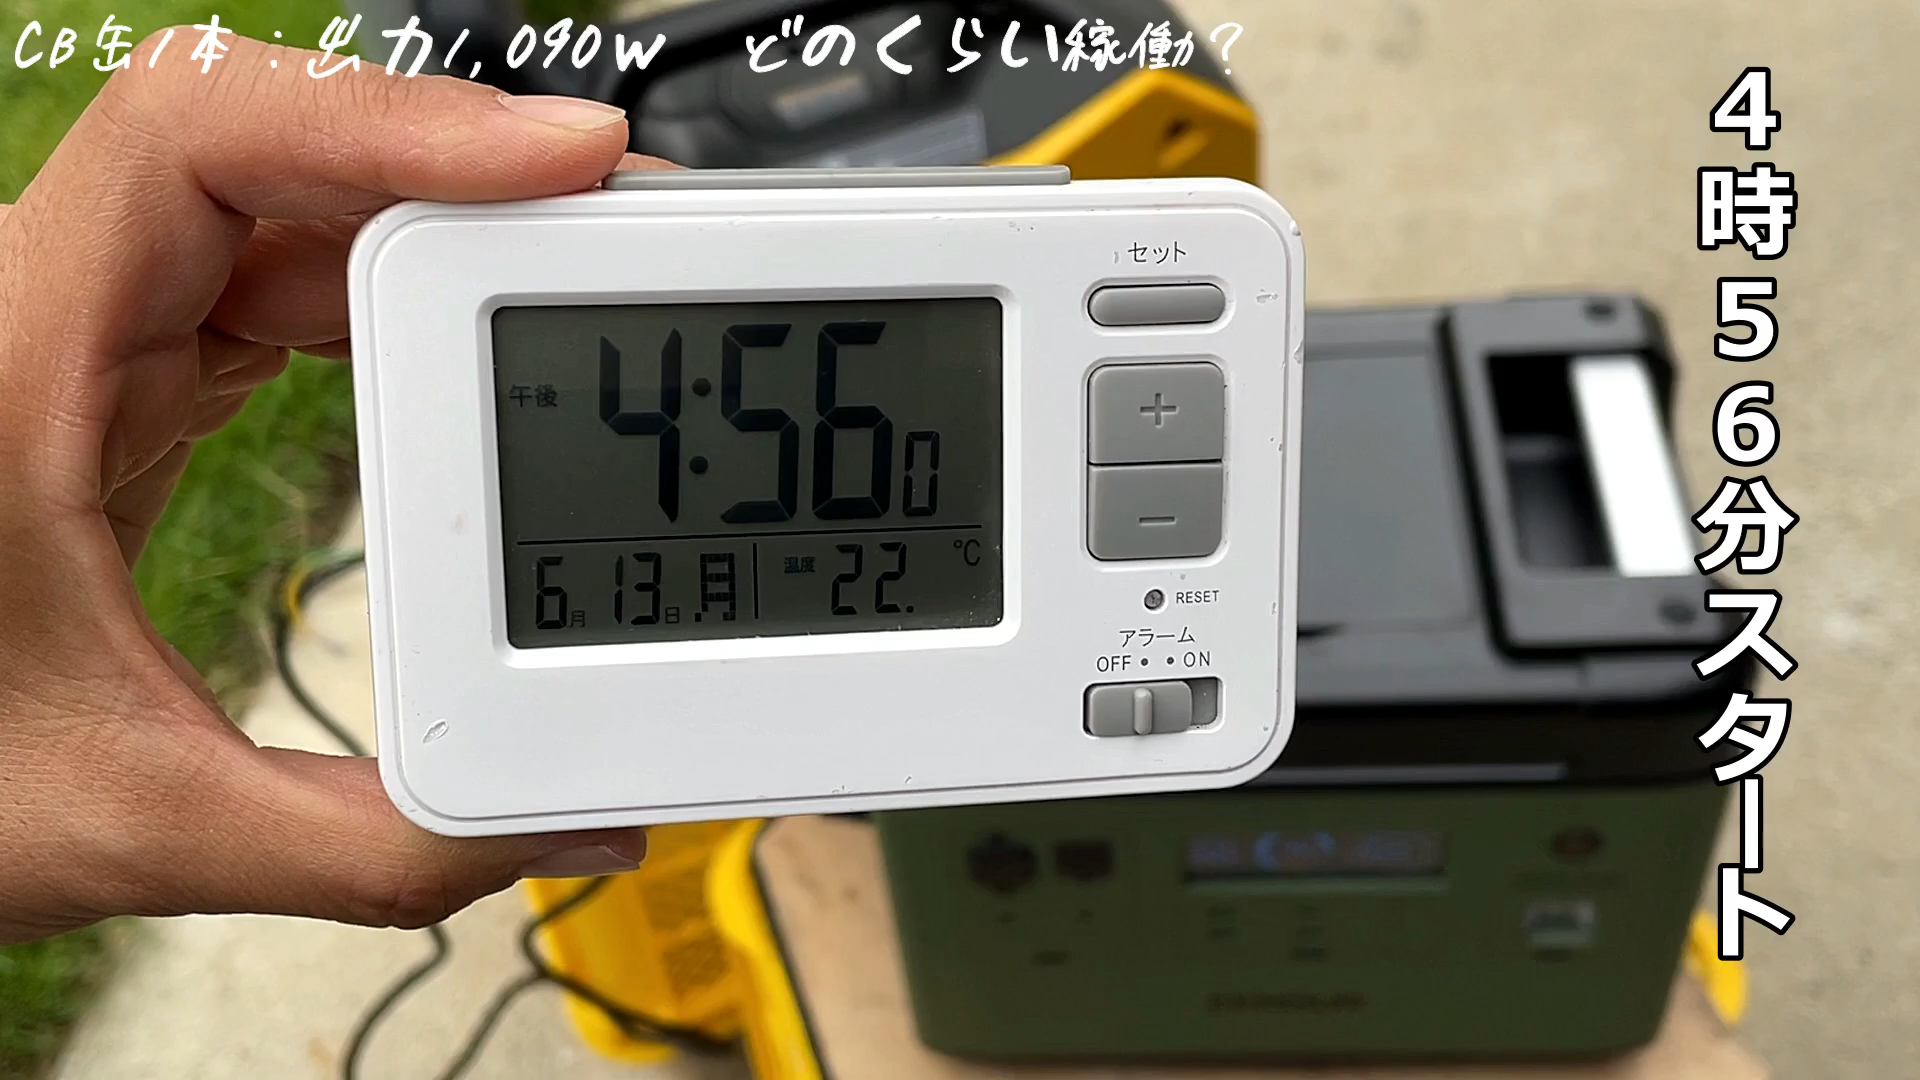 CB缶1本：出力1,090W どのくらい稼働？
4時56分スタート
セット
午後 4:56 0
6月13日 月 温度 22. ℃
＋
－
RESET
アラーム
OFF • • ON